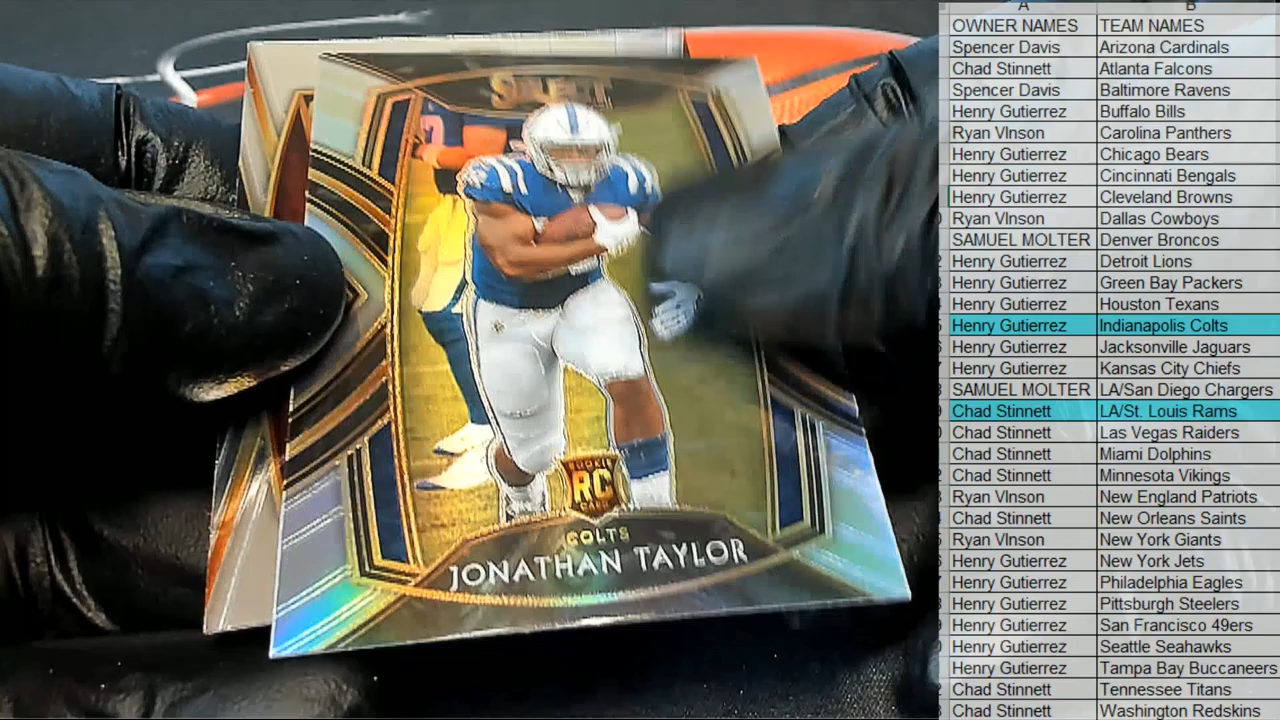 SELECT
ROOKIE
RC
CARD
COLTS
JONATHAN TAYLOR
A B
OWNER NAMES TEAM NAMES
Spencer Davis Arizona Cardinals
Chad Stinnett Atlanta Falcons
Spencer Davis Baltimore Ravens
Henry Gutierrez Buffalo Bills
Ryan VInson Carolina Panthers
Henry Gutierrez Chicago Bears
Henry Gutierrez Cincinnati Bengals
Henry Gutierrez Cleveland Browns
Ryan VInson Dallas Cowboys
SAMUEL MOLTER Denver Broncos
Henry Gutierrez Detroit Lions
Henry Gutierrez Green Bay Packers
Henry Gutierrez Houston Texans
Henry Gutierrez Indianapolis Colts
Henry Gutierrez Jacksonville Jaguars
Henry Gutierrez Kansas City Chiefs
SAMUEL MOLTER LA/San Diego Chargers
Chad Stinnett LA/St. Louis Rams
Chad Stinnett Las Vegas Raiders
Chad Stinnett Miami Dolphins
Chad Stinnett Minnesota Vikings
Ryan VInson New England Patriots
Chad Stinnett New Orleans Saints
Ryan VInson New York Giants
Henry Gutierrez New York Jets
Henry Gutierrez Philadelphia Eagles
Henry Gutierrez Pittsburgh Steelers
Henry Gutierrez San Francisco 49ers
Henry Gutierrez Seattle Seahawks
Henry Gutierrez Tampa Bay Buccaneers
Chad Stinnett Tennessee Titans
Chad Stinnett Washington Redskins